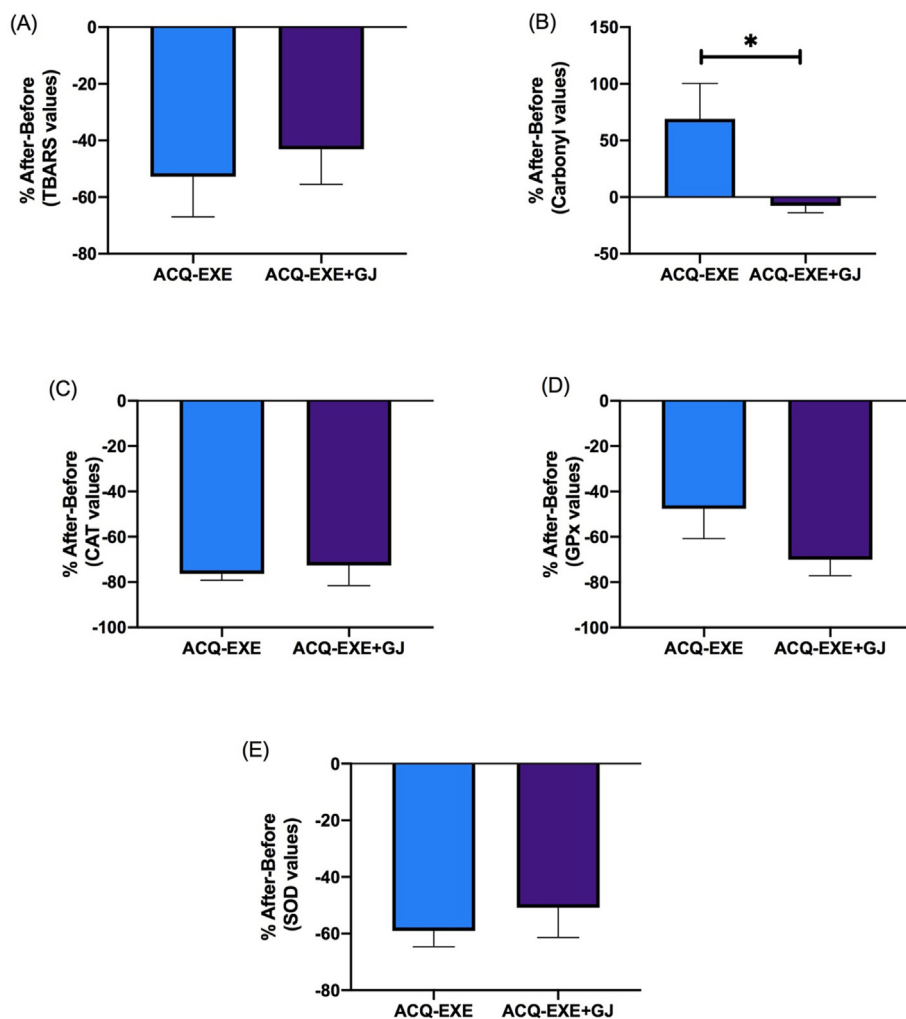 (A)
% After-Before
(TBARS values)
0
-20
-40
-60
-80
ACQ-EXE ACQ-EXE+GJ
(B)
% After-Before
(Carbonyl values)
150
100
50
0
-50
*
ACQ-EXE ACQ-EXE+GJ
(C)
% After-Before
(CAT values)
0
-20
-40
-60
-80
-100
ACQ-EXE ACQ-EXE+GJ
(D)
% After-Before
(GPx values)
0
-20
-40
-60
-80
-100
ACQ-EXE ACQ-EXE+GJ
(E)
% After-Before
(SOD values)
0
-20
-40
-60
-80
ACQ-EXE ACQ-EXE+GJ